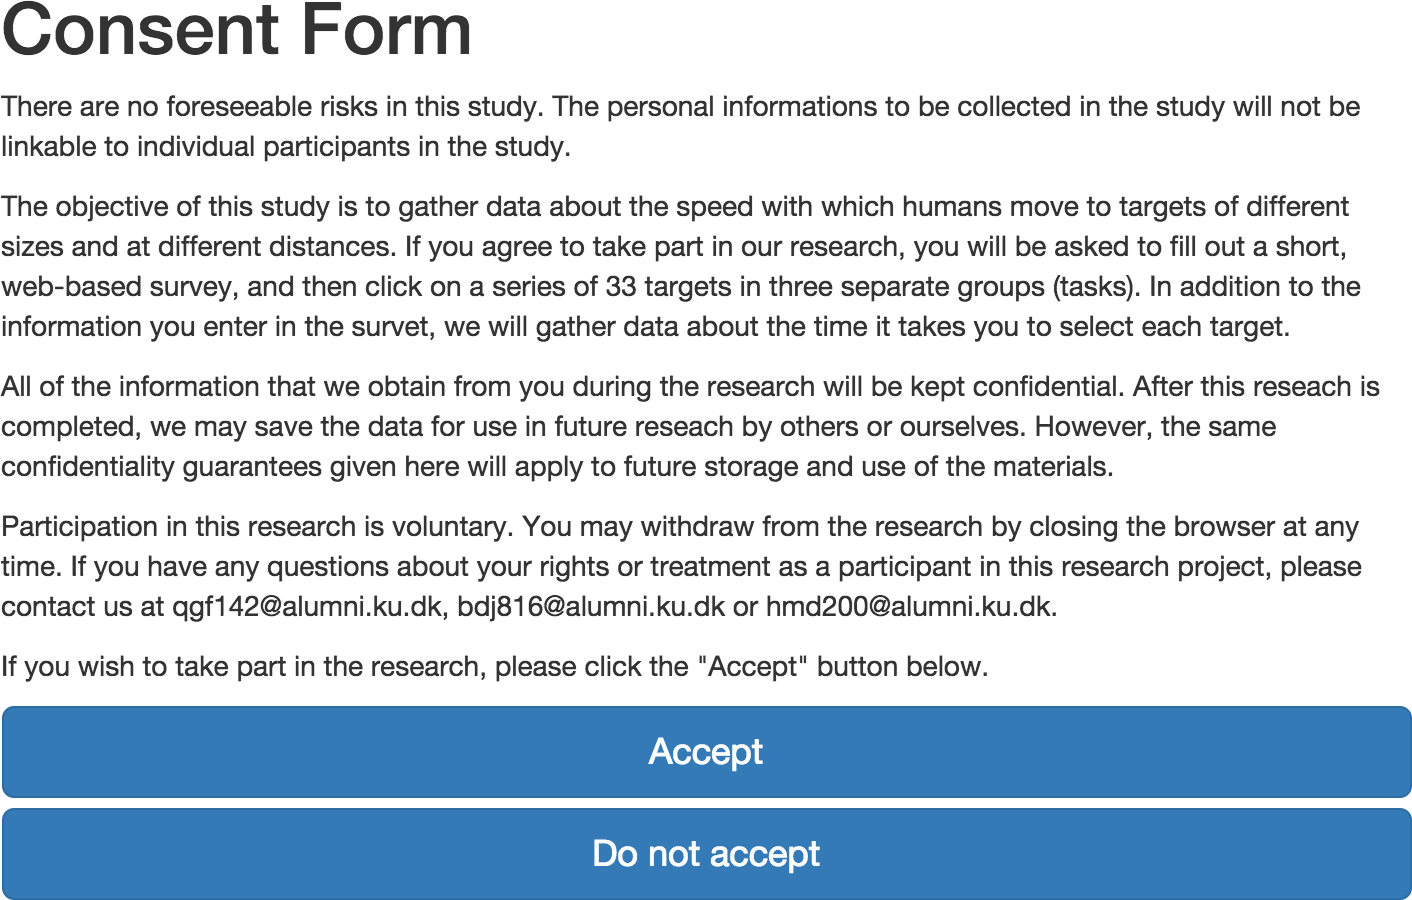 Consent Form
There are no foreseeable risks in this study. The personal informations to be collected in the study will not be
linkable to individual participants in the study.
The objective of this study is to gather data about the speed with which humans move to targets of different
sizes and at different distances. If you agree to take part in our research, you will be asked to fill out a short,
web-based survey, and then click on a series of 33 targets in three separate groups (tasks). In addition to the
information you enter in the survet, we will gather data about the time it takes you to select each target.
All of the information that we obtain from you during the research will be kept confidential. After this reseach is
completed, we may save the data for use in future reseach by others or ourselves. However, the same
confidentiality guarantees given here will apply to future storage and use of the materials.
Participation in this research is voluntary. You may withdraw from the research by closing the browser at any
time. If you have any questions about your rights or treatment as a participant in this research project, please
contact us at qgf142@alumni.ku.dk, bdj816@alumni.ku.dk or hmd200@alumni.ku.dk.
If you wish to take part in the research, please click the "Accept" button below.
Accept
Do not accept